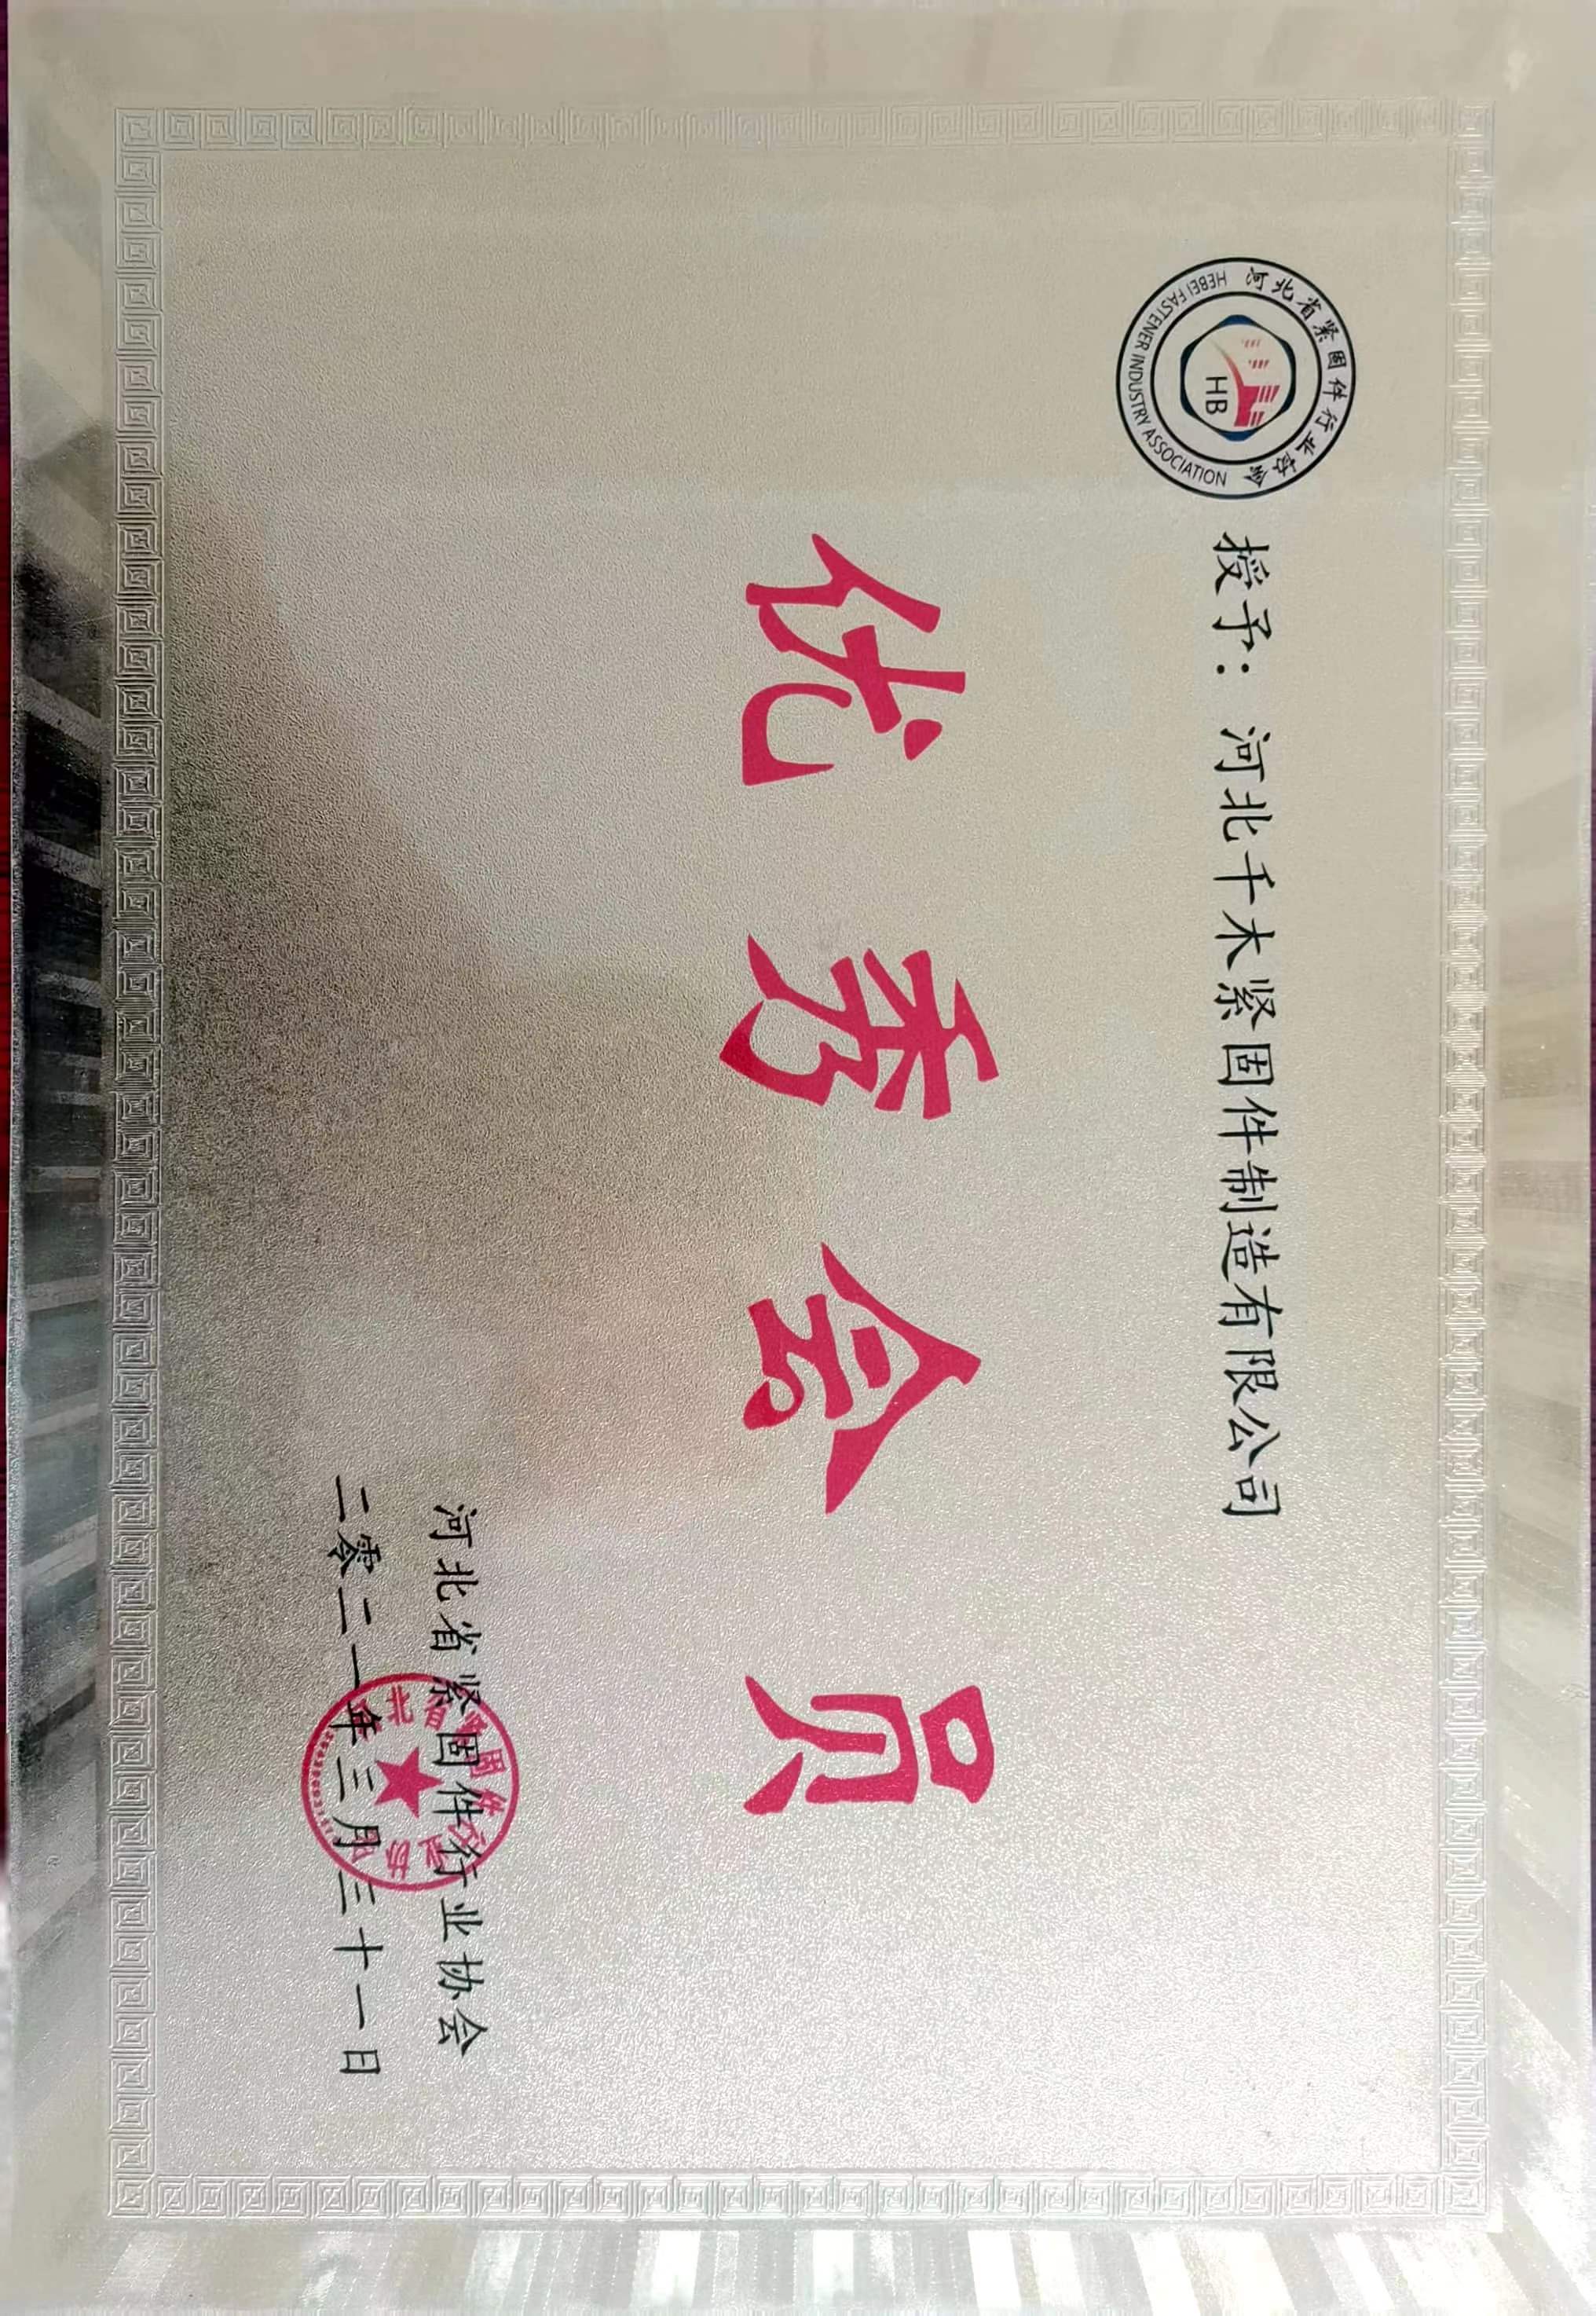 河北省紧固件行业协会
HEBEI FASTENER INDUSTRY ASSOCIATION
HB
授予：河北千木紧固件制造有限公司
优秀会员
河北省紧固件行业协会
二零二一年三月三十一日